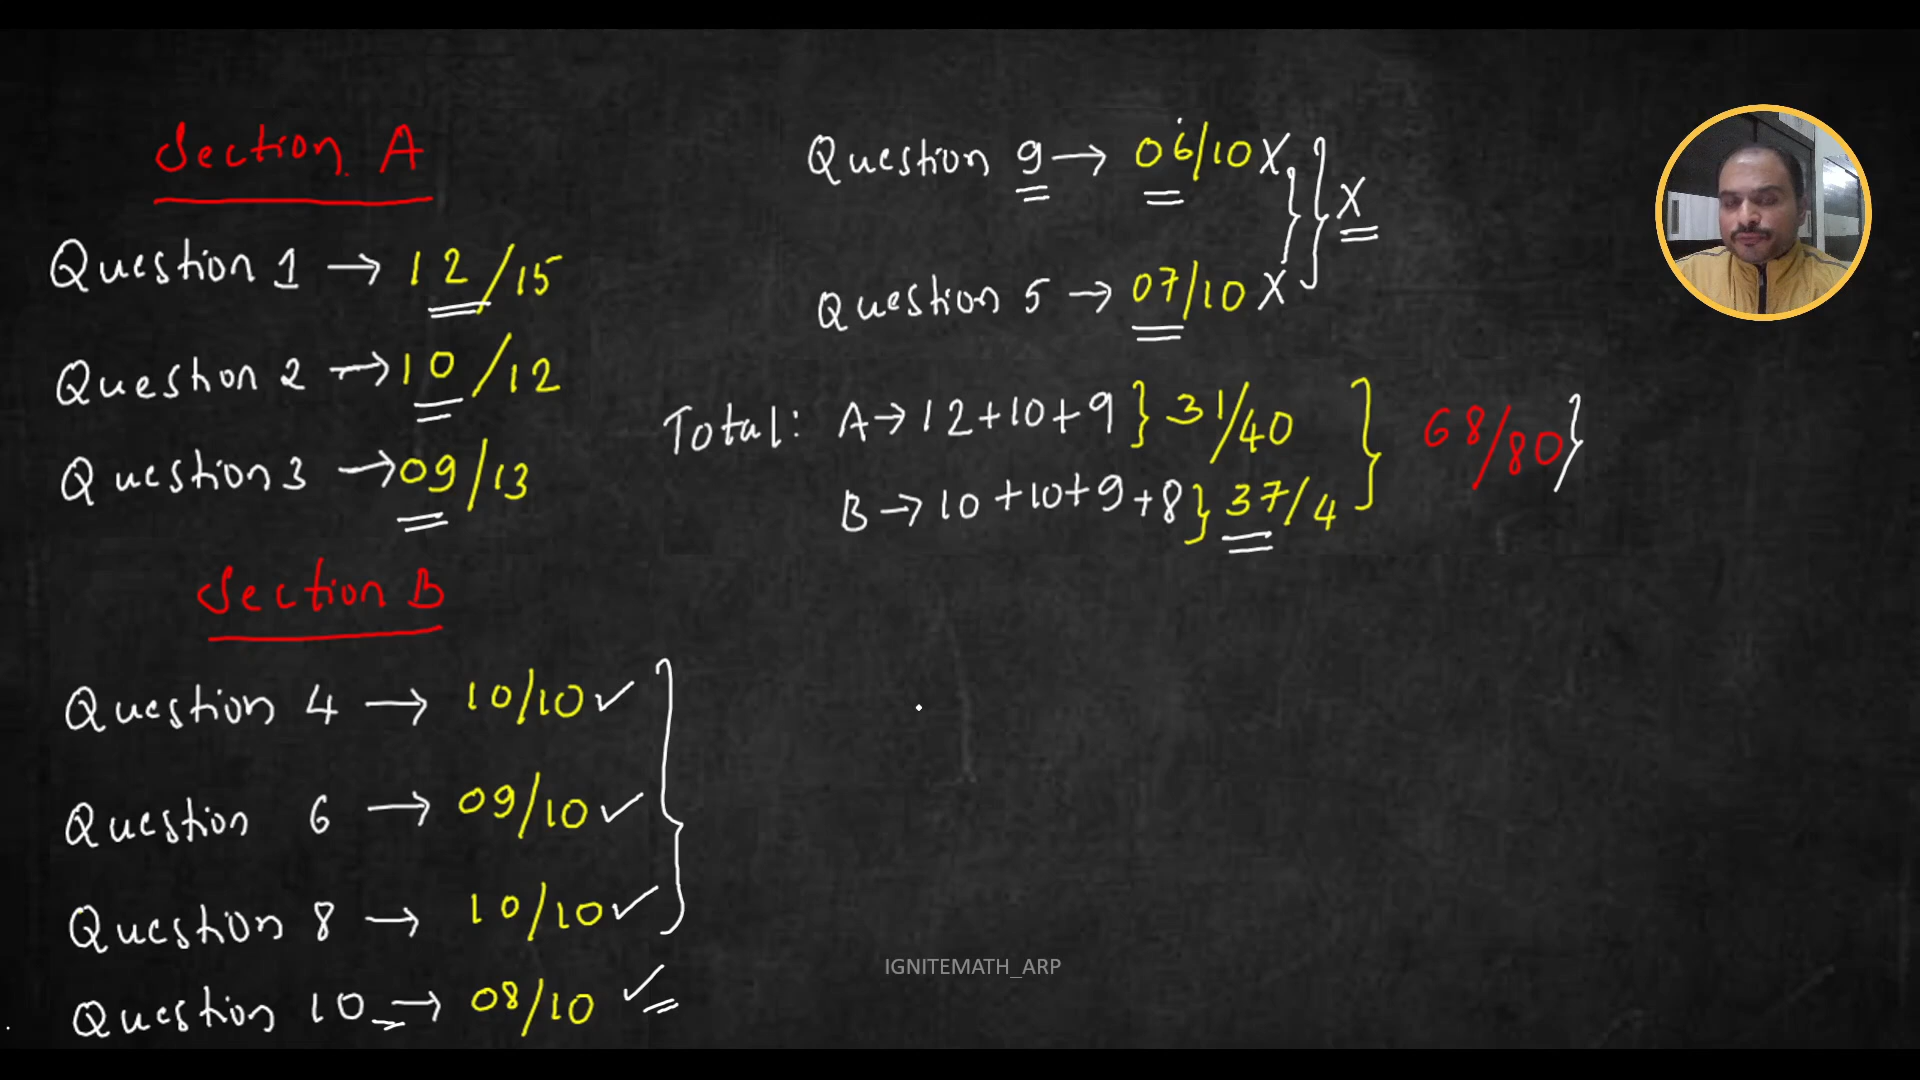 Section A
Question 1 → 12/15
Question 2 → 10/12
Question 3 → 09/13
Section B
Question 4 → 10/10 ✓
Question 6 → 09/10 ✓
Question 8 → 10/10 ✓
Question 10 → 08/10 ✓
Question 9 → 06/10 X
X
Question 5 → 07/10 X
Total: A → 12+10+9 } 31/40
68/80 }
B → 10+10+9+8 } 37/4
IGNITEMATH_ARP